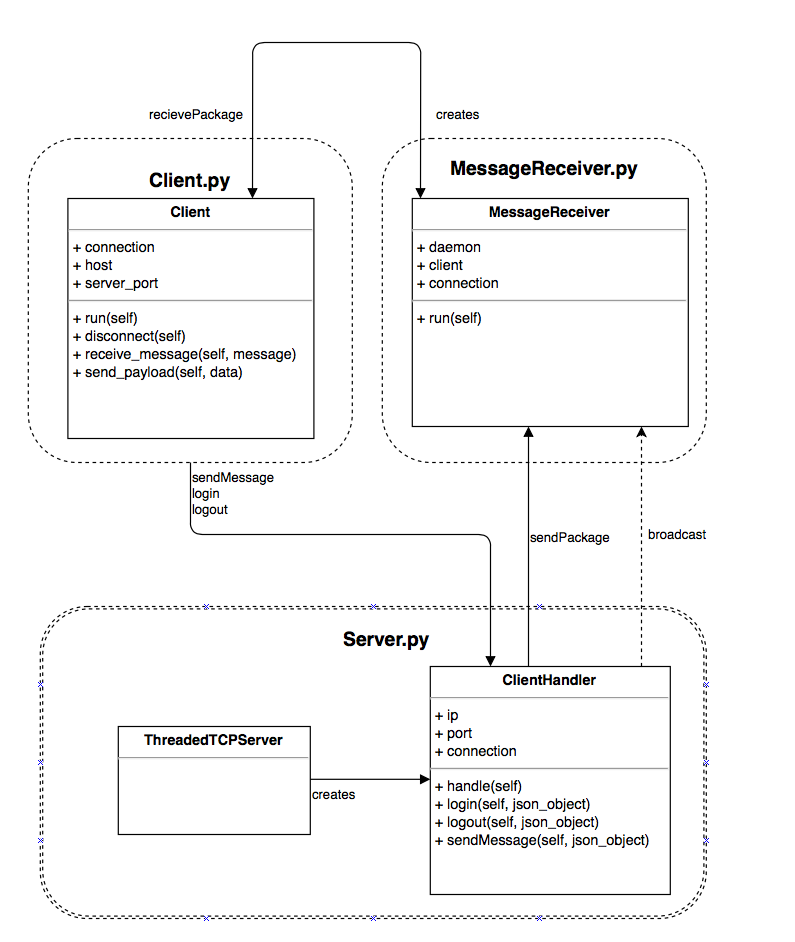 recievePackage
creates
Client.py
MessageReceiver.py
Client
+ connection
+ host
+ server_port
+ run(self)
+ disconnect(self)
+ receive_message(self, message)
+ send_payload(self, data)
MessageReceiver
+ daemon
+ client
+ connection
+ run(self)
sendMessage
login
logout
sendPackage
broadcast
Server.py
ThreadedTCPServer
creates
ClientHandler
+ ip
+ port
+ connection
+ handle(self)
+ login(self, json_object)
+ logout(self, json_object)
+ sendMessage(self, json_object)